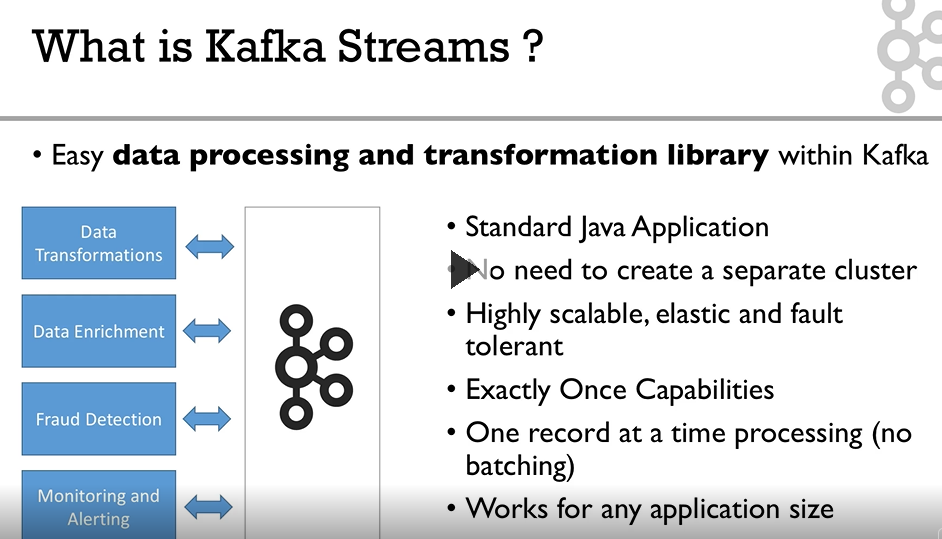 What is Kafka Streams ?
• Easy data processing and transformation library within Kafka
Data
Transformations
Data Enrichment
Fraud Detection
Monitoring and
Alerting
• Standard Java Application
• No need to create a separate cluster
• Highly scalable, elastic and fault
tolerant
• Exactly Once Capabilities
• One record at a time processing (no
batching)
• Works for any application size